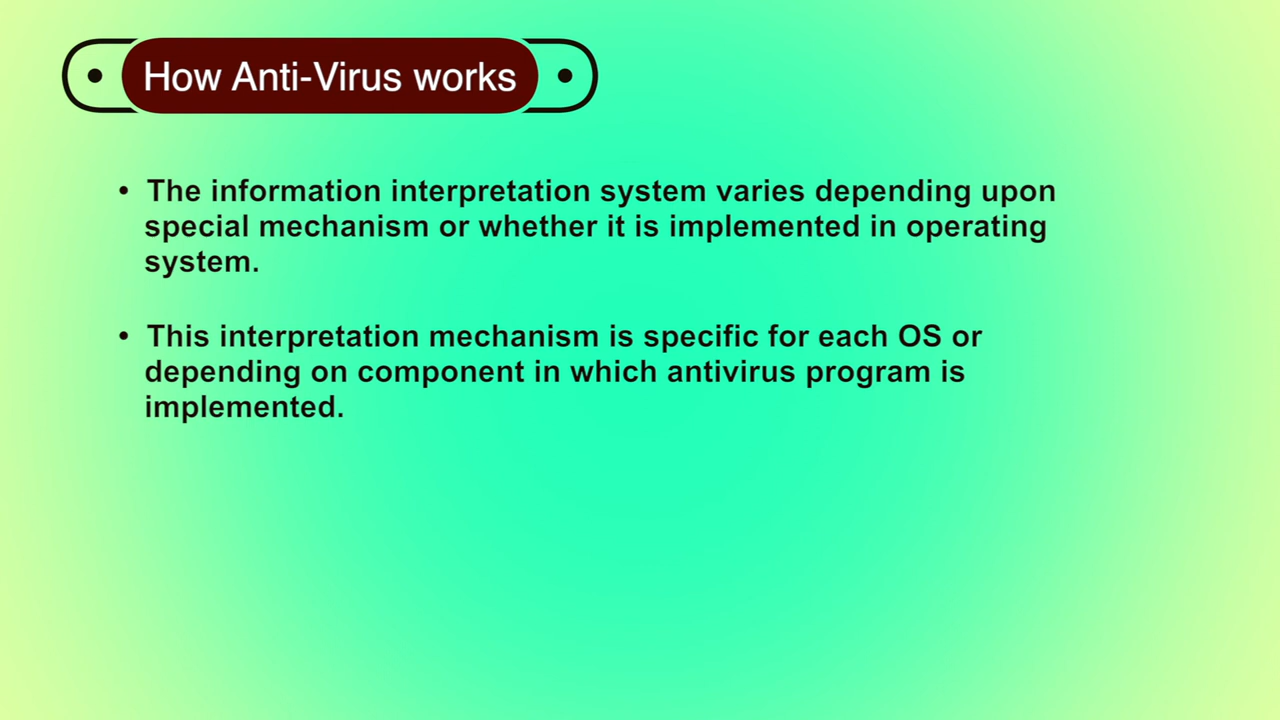 How Anti-Virus works
• The information interpretation system varies depending upon
special mechanism or whether it is implemented in operating
system.
• This interpretation mechanism is specific for each OS or
depending on component in which antivirus program is
implemented.